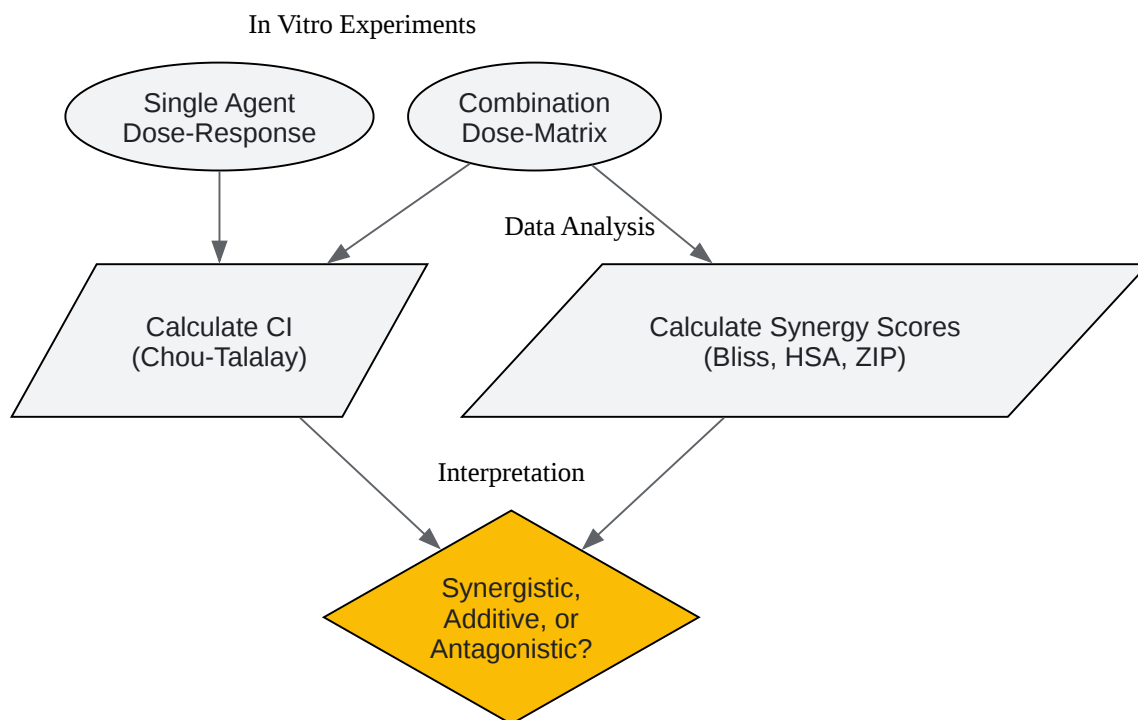 In Vitro Experiments
Single Agent
Dose-Response
Combination
Dose-Matrix
Data Analysis
Calculate CI
(Chou-Talalay)
Calculate Synergy Scores
(Bliss, HSA, ZIP)
Interpretation
Synergistic,
Additive, or
Antagonistic?